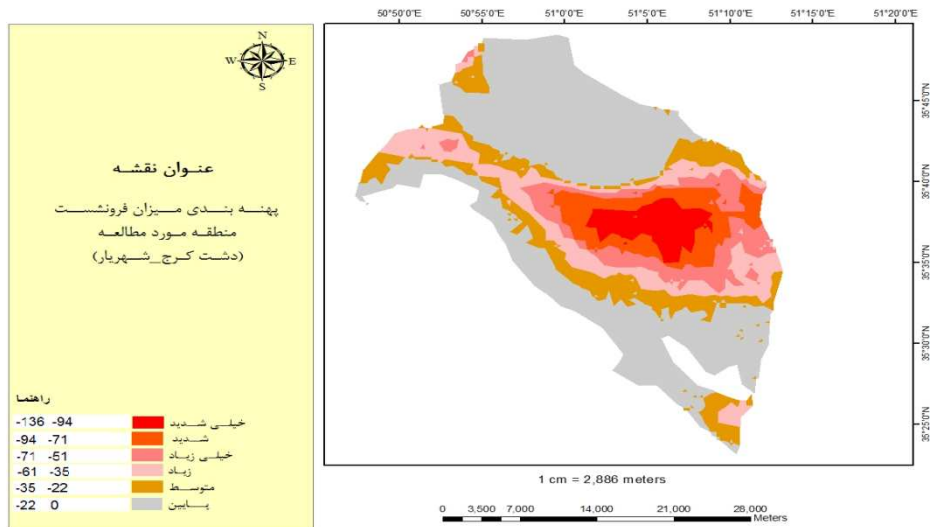 N
W E
S
عنوان نقشه
پهنه بندی میزان فرونشست
منطقه مورد مطالعه
(دشت کرج_شهریار)
راهنما
-136 -94 خیلی شدید
-94 -71 شدید
-71 -51 خیلی زیاد
-61 -35 زیاد
-35 -22 متوسط
-22 0 پایین
50°50'0"E 50°55'0"E 51°0'0"E 51°5'0"E 51°10'0"E 51°15'0"E 51°20'0"E
35°45'0"N
35°40'0"N
35°35'0"N
35°30'0"N
35°25'0"N
1 cm = 2,886 meters
0 3,500 7,000 14,000 21,000 28,000
Meters